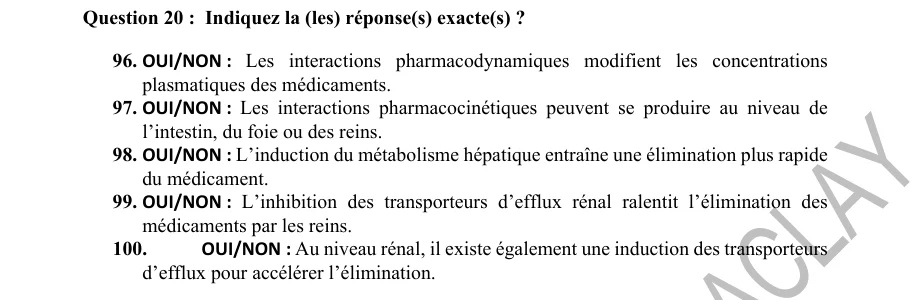 Question 20 : Indiquez la (les) réponse(s) exacte(s) ?
96. OUI/NON : Les interactions pharmacodynamiques modifient les concentrations
plasmatiques des médicaments.
97. OUI/NON : Les interactions pharmacocinétiques peuvent se produire au niveau de
l’intestin, du foie ou des reins.
98. OUI/NON : L’induction du métabolisme hépatique entraîne une élimination plus rapide
du médicament.
99. OUI/NON : L’inhibition des transporteurs d’efflux rénal ralentit l’élimination des
médicaments par les reins.
100. OUI/NON : Au niveau rénal, il existe également une induction des transporteurs
d’efflux pour accélérer l’élimination.
ACLAY